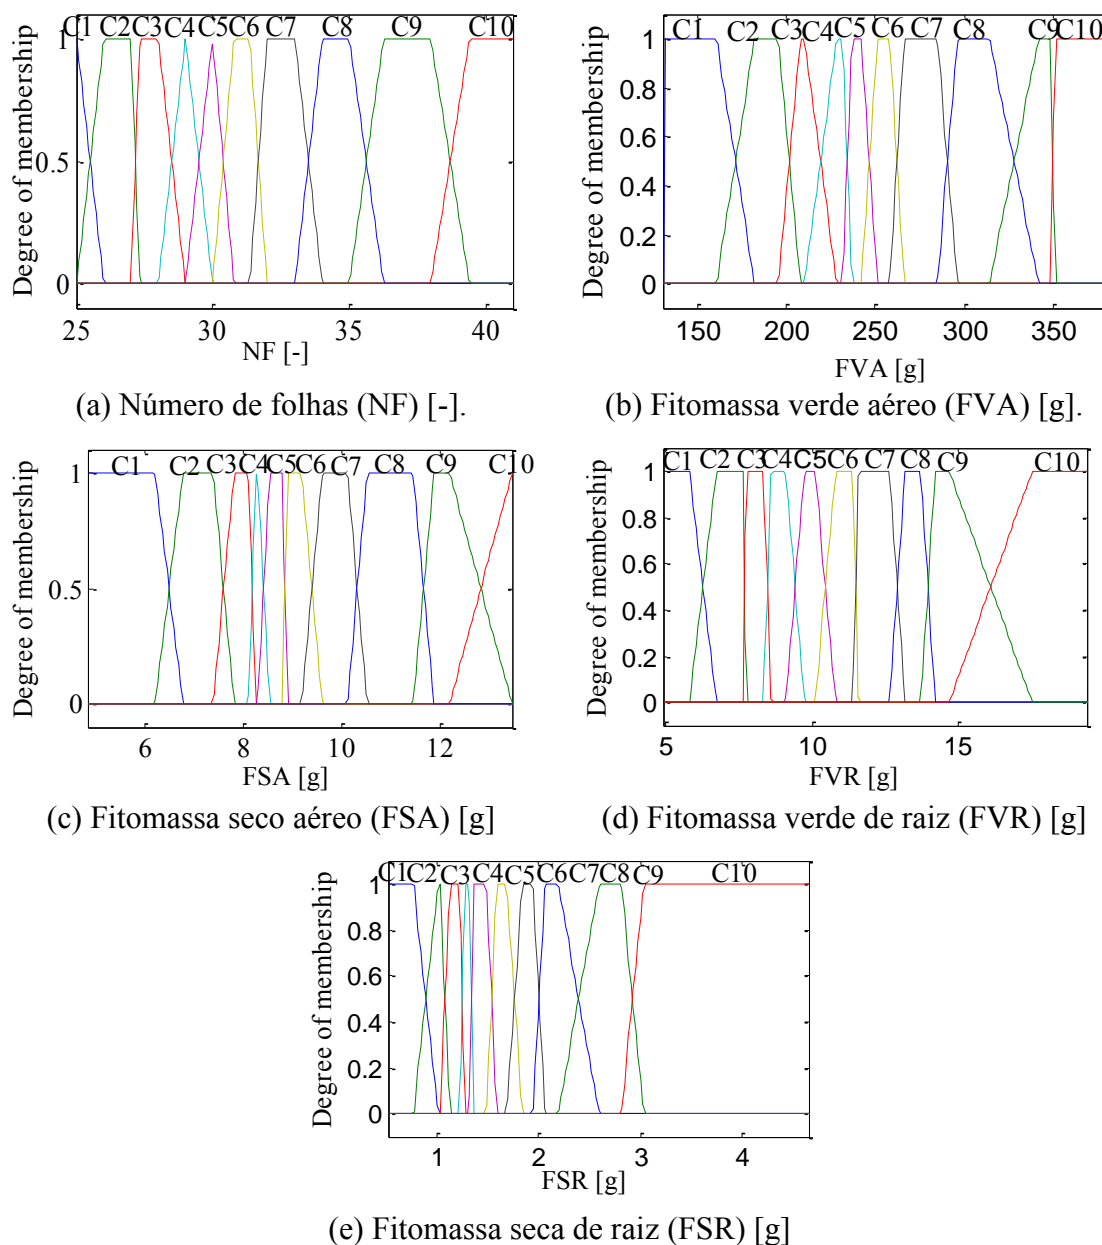 C1 C2 C3 C4 C5 C6 C7 C8 C9 C10
1
0.5
0
Degree of membership
25 30 35 40
NF [-]
(a) Número de folhas (NF) [-].
C1 C2 C3 C4 C5 C6 C7 C8 C9 C10
1
0.8
0.6
0.4
0.2
0
Degree of membership
150 200 250 300 350
FVA [g]
(b) Fitomassa verde aéreo (FVA) [g].
C1 C2 C3 C4 C5 C6 C7 C8 C9 C10
1
0.5
0
Degree of membership
6 8 10 12
FSA [g]
(c) Fitomassa seco aéreo (FSA) [g]
C1 C2 C3 C4 C5 C6 C7 C8 C9 C10
1
0.8
0.6
0.4
0.2
0
Degree of membership
5 10 15
FVR [g]
(d) Fitomassa verde de raiz (FVR) [g]
C1 C2 C3 C4 C5 C6 C7 C8 C9 C10
1
0.8
0.6
0.4
0.2
0
Degree of membership
1 2 3 4
FSR [g]
(e) Fitomassa seca de raiz (FSR) [g]